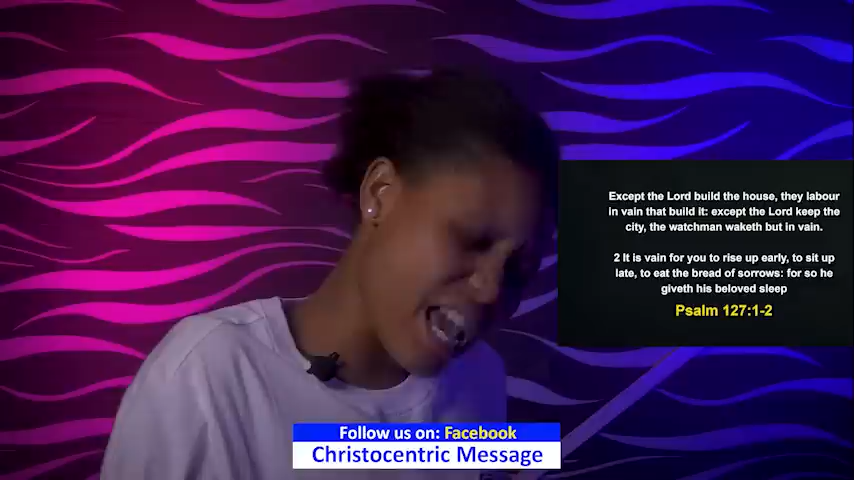 Except the Lord build the house, they labour
in vain that build it: except the Lord keep the
city, the watchman waketh but in vain.
2 It is vain for you to rise up early, to sit up
late, to eat the bread of sorrows: for so he
giveth his beloved sleep
Psalm 127:1-2
Follow us on: Facebook
Christocentric Message